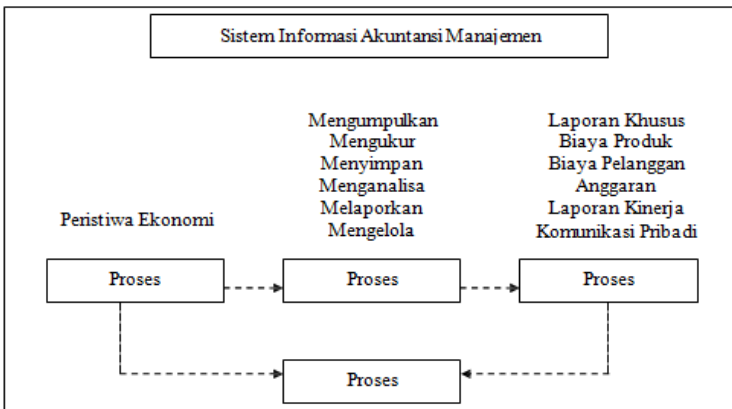 Sistem Informasi Akuntansi Manajemen
Mengumpulkan
Mengukur
Menyimpan
Menganalisa
Melaporkan
Mengelola
Laporan Khusus
Biaya Produk
Biaya Pelanggan
Anggaran
Laporan Kinerja
Komunikasi Pribadi
Peristiwa Ekonomi
Proses
Proses
Proses
Proses